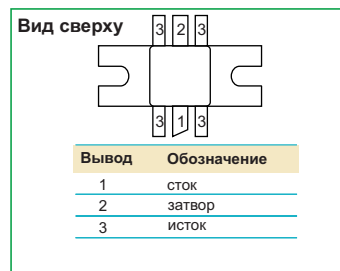 Вид сверху
3 2 3
3 1 3
Вывод Обозначение
1 сток
2 затвор
3 исток